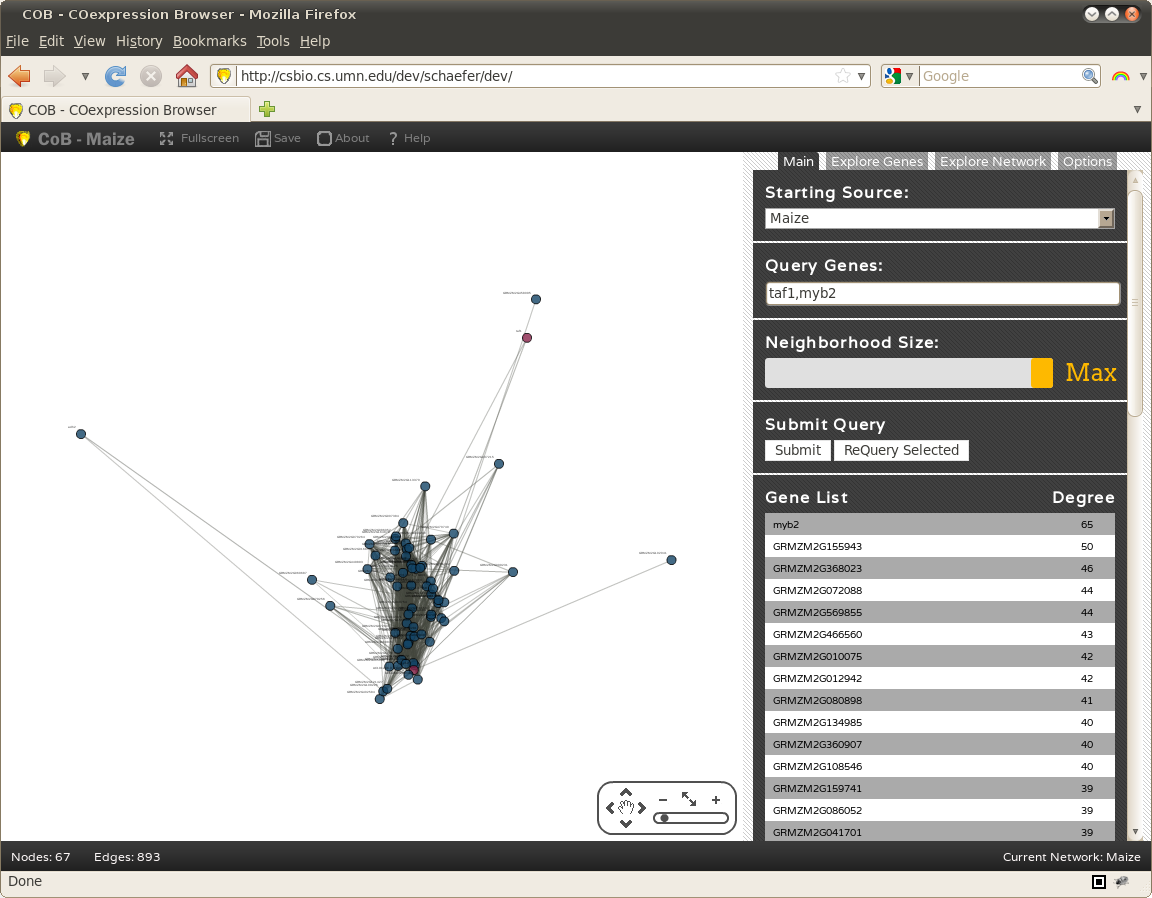 COB - COexpression Browser - Mozilla Firefox
File Edit View History Bookmarks Tools Help
http://csbio.cs.umn.edu/dev/schaefer/dev/
Google
COB - COexpression Browser
CoB - Maize Fullscreen Save About ? Help
Main Explore Genes Explore Network Options
Starting Source:
Maize
Query Genes:
taf1,myb2
Neighborhood Size:
Max
Submit Query
Submit ReQuery Selected
Gene List Degree
myb2 65
GRMZM2G155943 50
GRMZM2G368023 46
GRMZM2G072088 44
GRMZM2G569855 44
GRMZM2G466560 43
GRMZM2G010075 42
GRMZM2G012942 42
GRMZM2G080898 41
GRMZM2G134985 40
GRMZM2G360907 40
GRMZM2G108546 40
GRMZM2G159741 39
GRMZM2G086052 39
GRMZM2G041701 39
Nodes: 67 Edges: 893 Current Network: Maize
Done